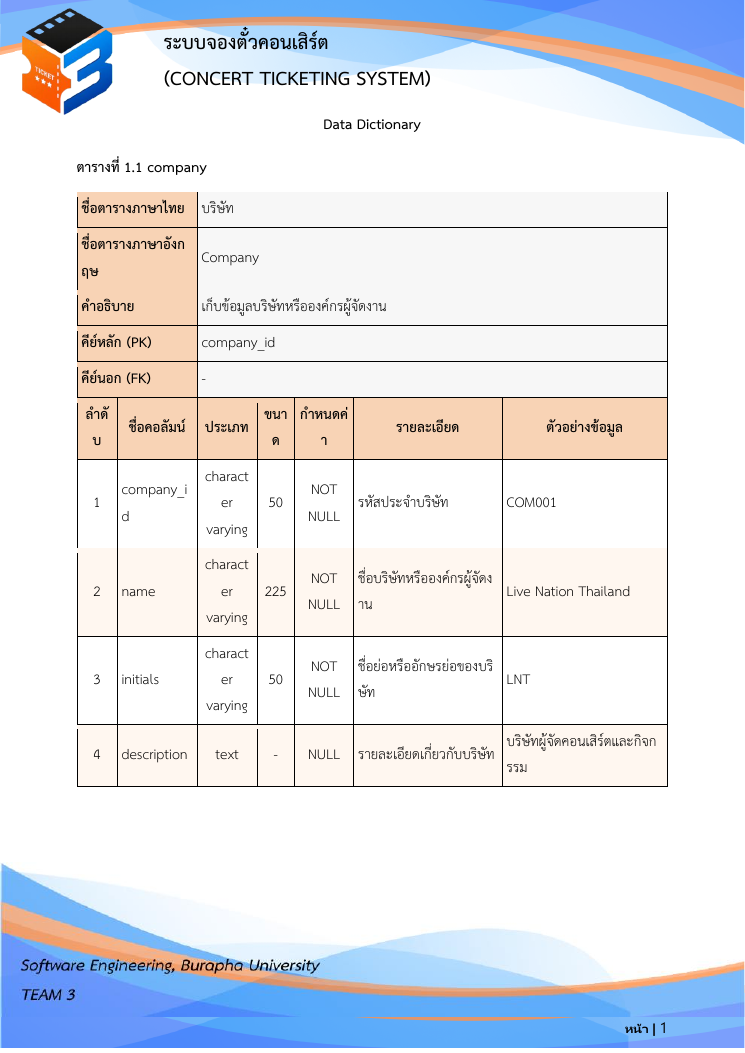 ระบบจองตั๋วคอนเสิร์ต
(CONCERT TICKETING SYSTEM)
TICKET
Data Dictionary
ตารางที่ 1.1 company
ชื่อตารางภาษาไทย บริษัท
ชื่อตารางภาษาอังก
ฤษ
Company
คำอธิบาย เก็บข้อมูลบริษัทหรือองค์กรผู้จัดงาน
คีย์หลัก (PK) company_id
คีย์นอก (FK) -
ลำดั
บ
ชื่อคอลัมน์
ประเภท
ขนา
ด
กำหนดค่
า
รายละเอียด
ตัวอย่างข้อมูล
1
company_i
d
charact
er
varying
50
NOT
NULL
รหัสประจำบริษัท
COM001
2
name
charact
er
varying
225
NOT
NULL
ชื่อบริษัทหรือองค์กรผู้จัดง
าน
Live Nation Thailand
3
initials
charact
er
varying
50
NOT
NULL
ชื่อย่อหรืออักษรย่อของบริ
ษัท
LNT
4
description
text
-
NULL
รายละเอียดเกี่ยวกับบริษัท
บริษัทผู้จัดคอนเสิร์ตและกิจก
รรม
Software Engineering, Burapha University
TEAM 3
หน้า | 1